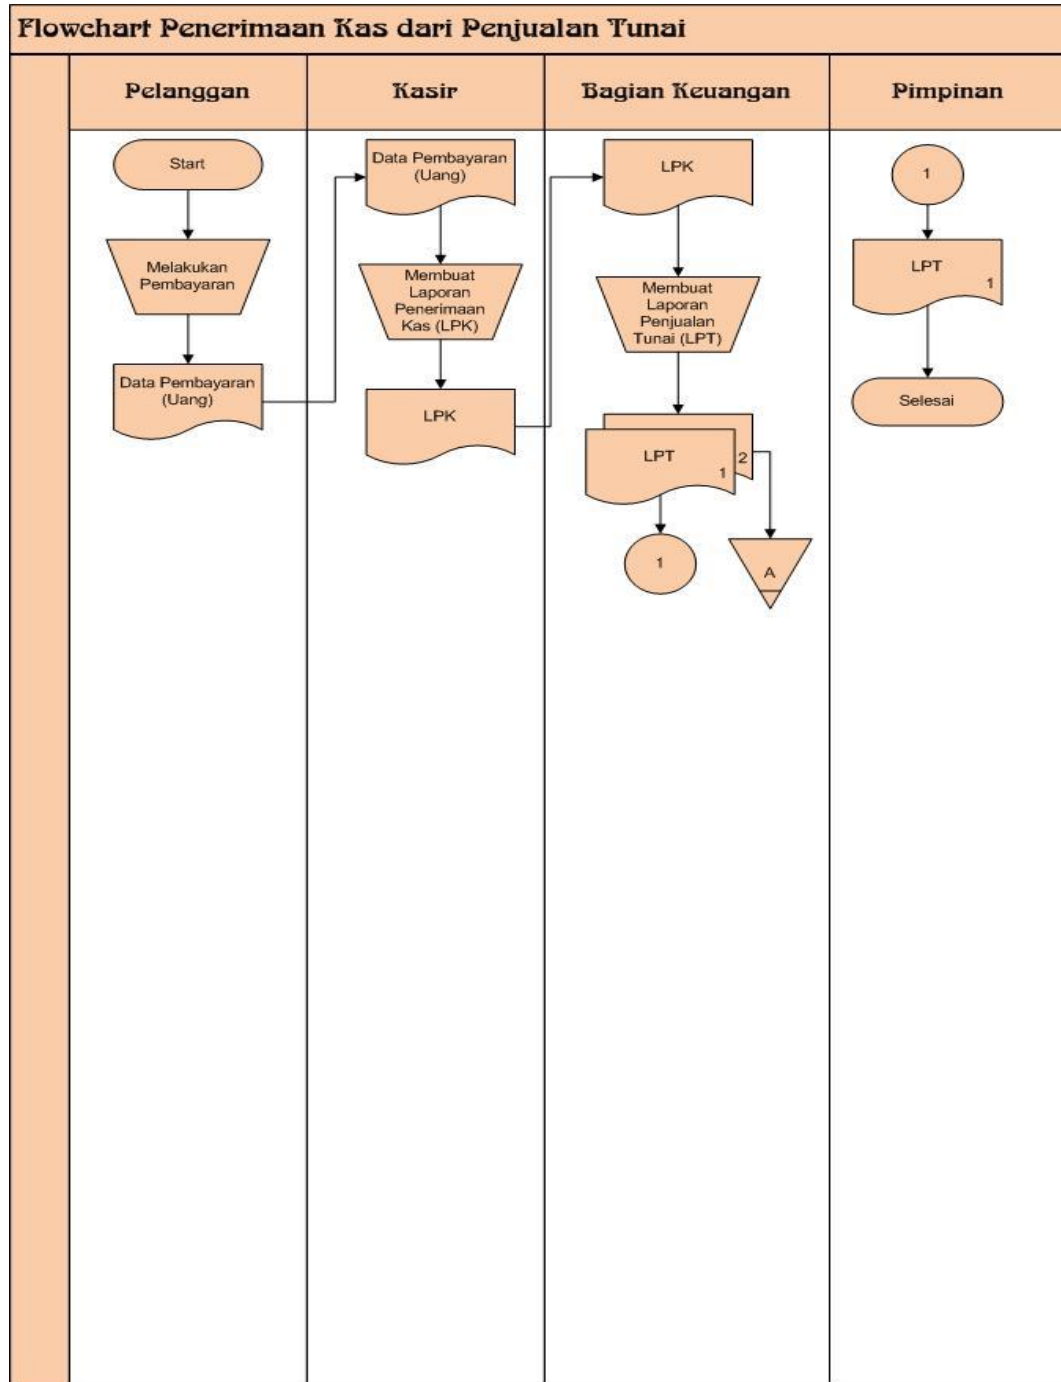 Flowchart Penerimaan Kas dari Penjualan Tunai
Pelanggan
Kasir
Bagian Keuangan
Pimpinan
Start
Melakukan
Pembayaran
Data Pembayaran
(Uang)
Data Pembayaran
(Uang)
Membuat
Laporan
Penerimaan
Kas (LPK)
LPK
LPK
Membuat
Laporan
Penjualan
Tunai (LPT)
LPT
1
2
1
A
1
LPT
1
Selesai